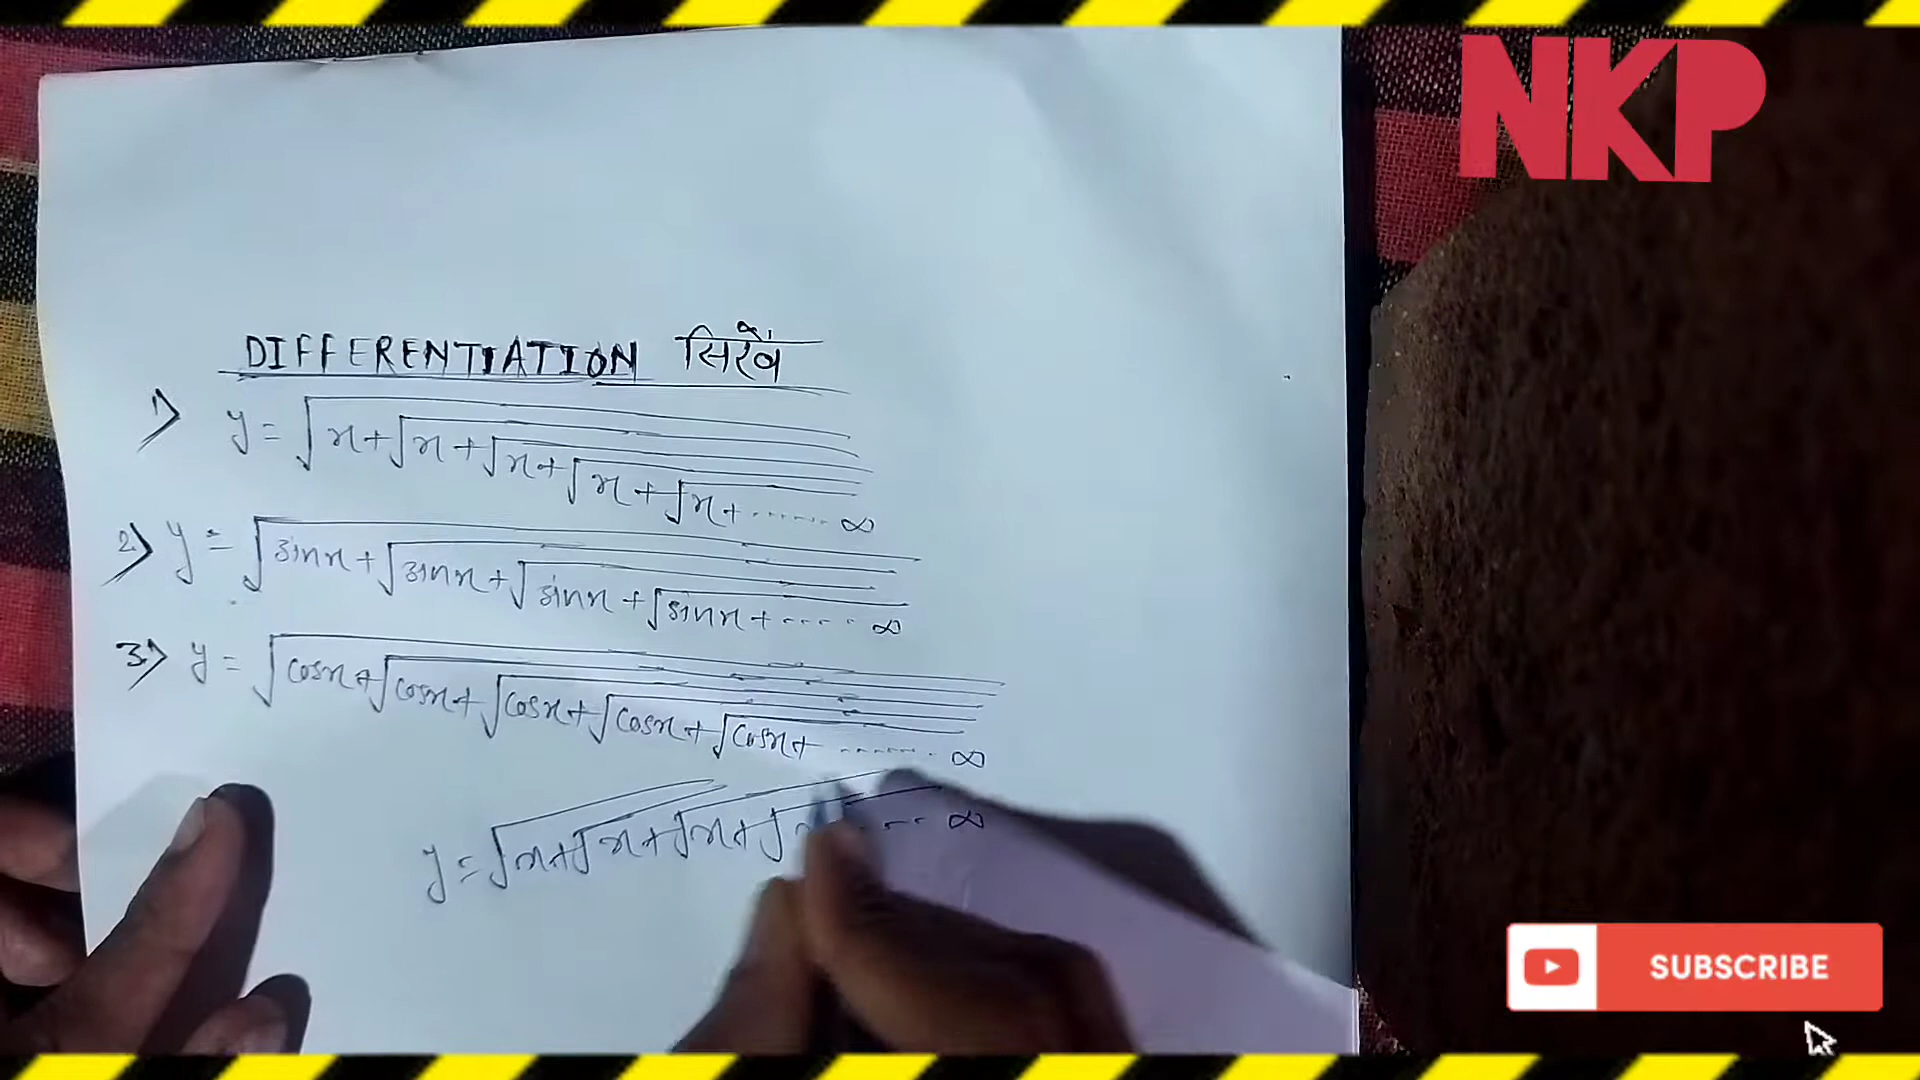 NKP
DIFFERENTIATION सिखें
1) y = √x+√x+√x+√x+√x+ ...... ∞
2) y = √sinx+√sinx+√sinx+√sinx+ ..... ∞
3) y = √cosx+√cosx+√cosx+√cosx+√cosx+ ....... ∞
y = √x+√x+√x+√ ... ∞
SUBSCRIBE